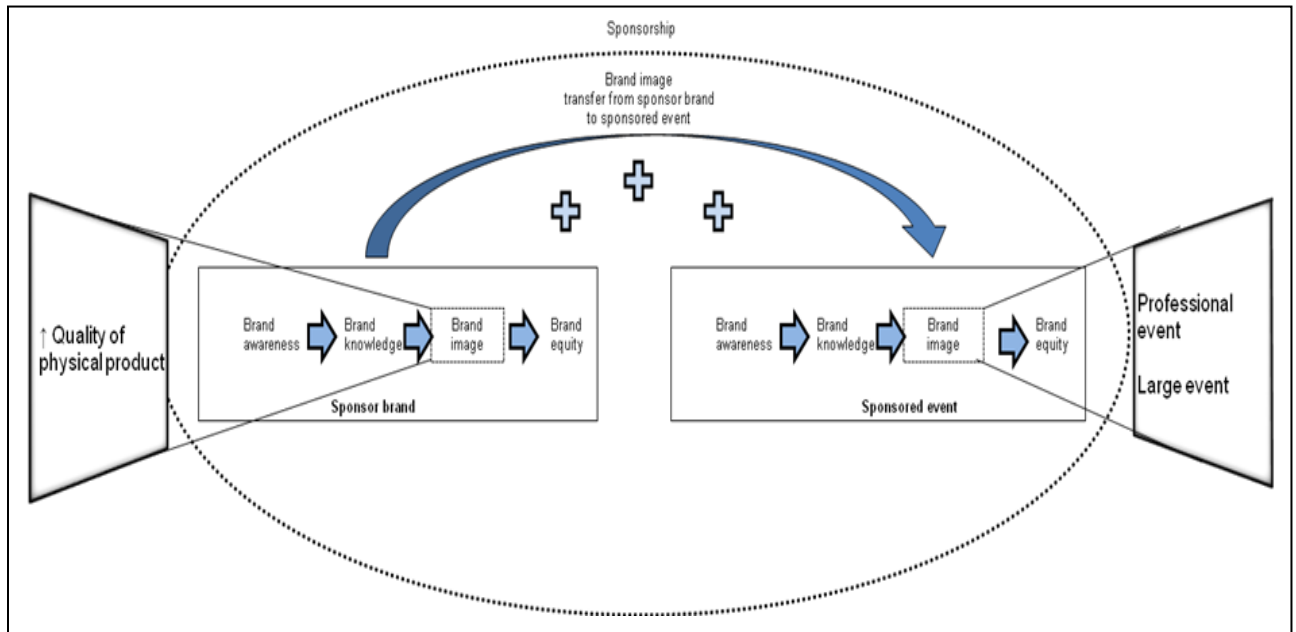 Sponsorship
Brand image
transfer from sponsor brand
to sponsored event
↑ Quality of
physical product
Brand
awareness
Brand
knowledge
Brand
image
Brand
equity
Sponsor brand
Brand
awareness
Brand
knowledge
Brand
image
Brand
equity
Sponsored event
Professional
event
Large event